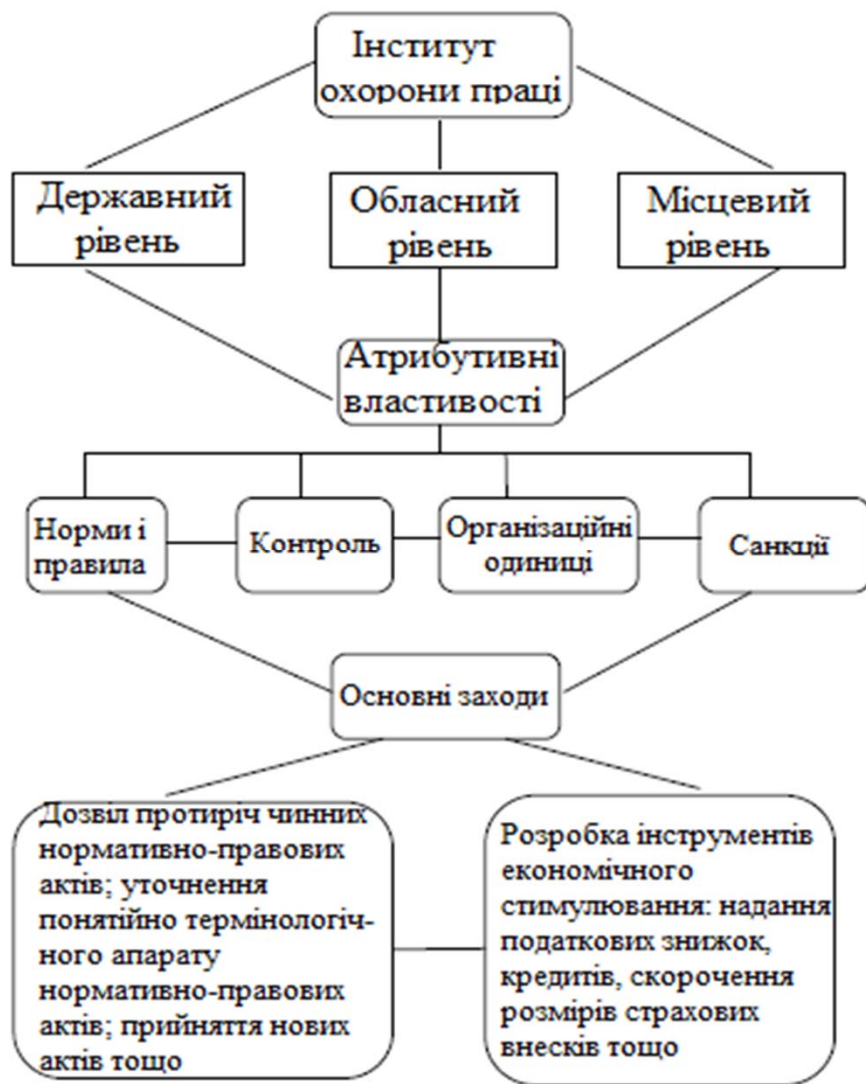 Інститут
охорони праці
Державний
рівень
Обласний
рівень
Місцевий
рівень
Атрибутивні
властивості
Норми і
правила
Контроль
Організаційні
одиниці
Санкції
Основні заходи
Дозвіл протиріч чинних
нормативно-правових
актів; уточнення
понятійно термінологіч-
ного апарату
нормативно-правових
актів; прийняття нових
актів тощо
Розробка інструментів
економічного
стимулювання: надання
податкових знижок,
кредитів, скорочення
розмірів страхових
внесків тощо